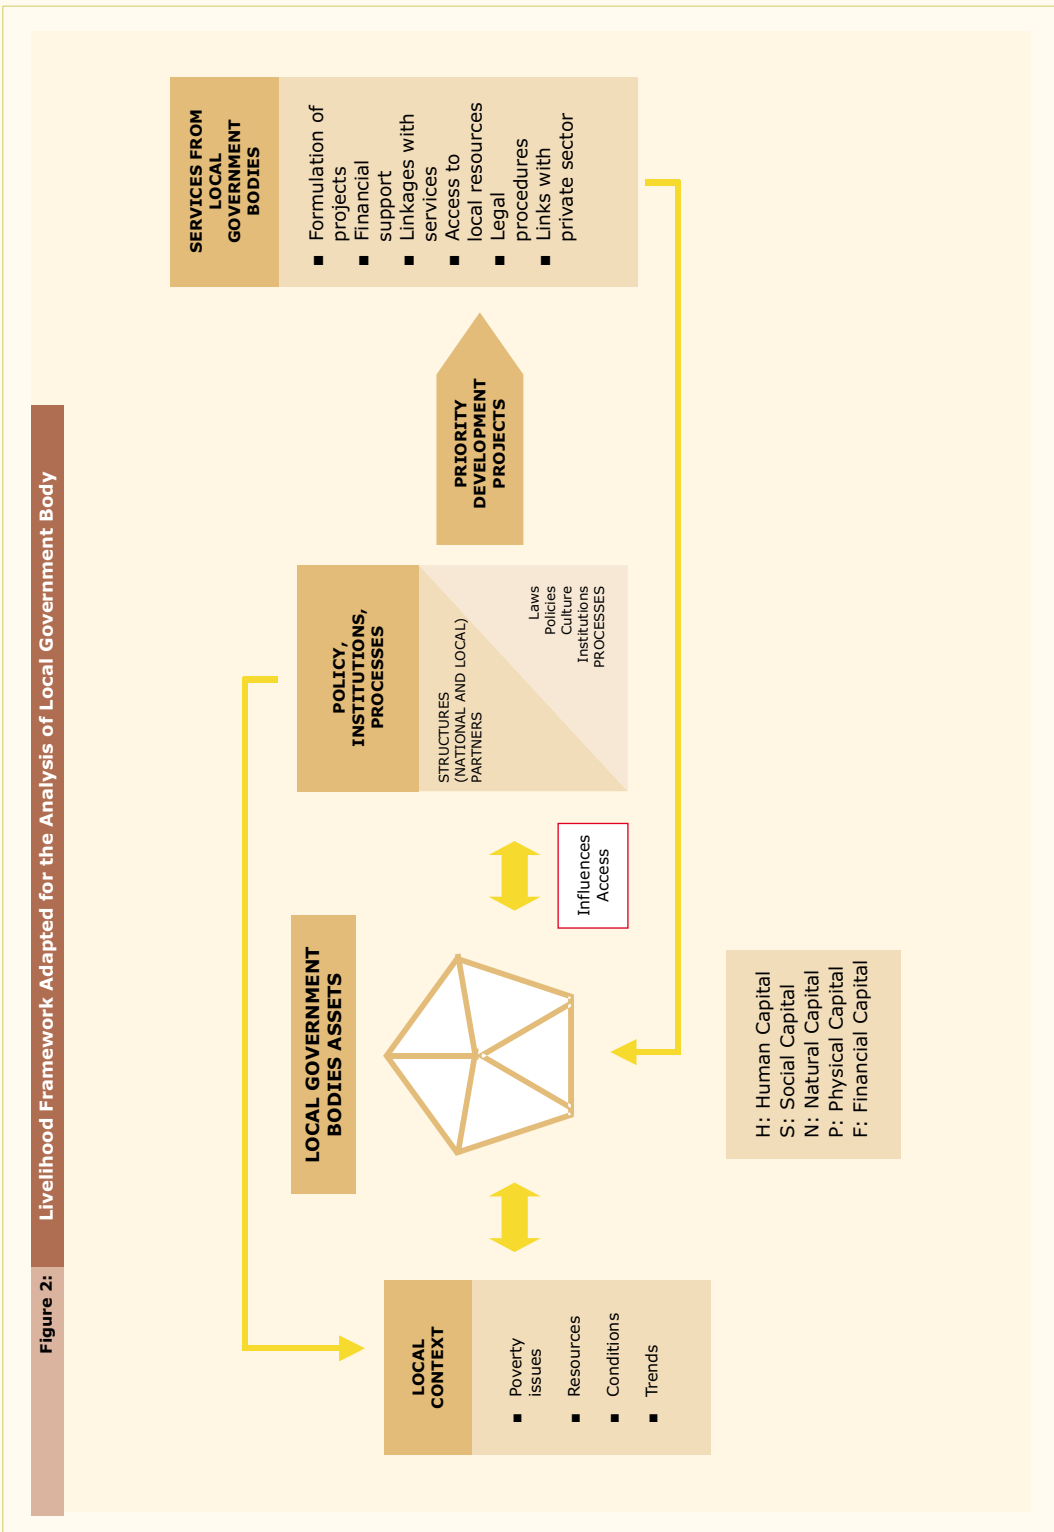 Figure 2:
Livelihood Framework Adapted for the Analysis of Local Government Body
LOCAL
CONTEXT
■ Poverty
issues
■ Resources
■ Conditions
■ Trends
LOCAL GOVERNMENT
BODIES ASSETS
H: Human Capital
S: Social Capital
N: Natural Capital
P: Physical Capital
F: Financial Capital
Influences
Access
POLICY,
INSTITUTIONS,
PROCESSES
STRUCTURES
(NATIONAL AND LOCAL)
PARTNERS
Laws
Policies
Culture
Institutions
PROCESSES
PRIORITY
DEVELOPMENT
PROJECTS
SERVICES FROM
LOCAL
GOVERNMENT
BODIES
■ Formulation of
projects
■ Financial
support
■ Linkages with
services
■ Access to
local resources
■ Legal
procedures
■ Links with
private sector